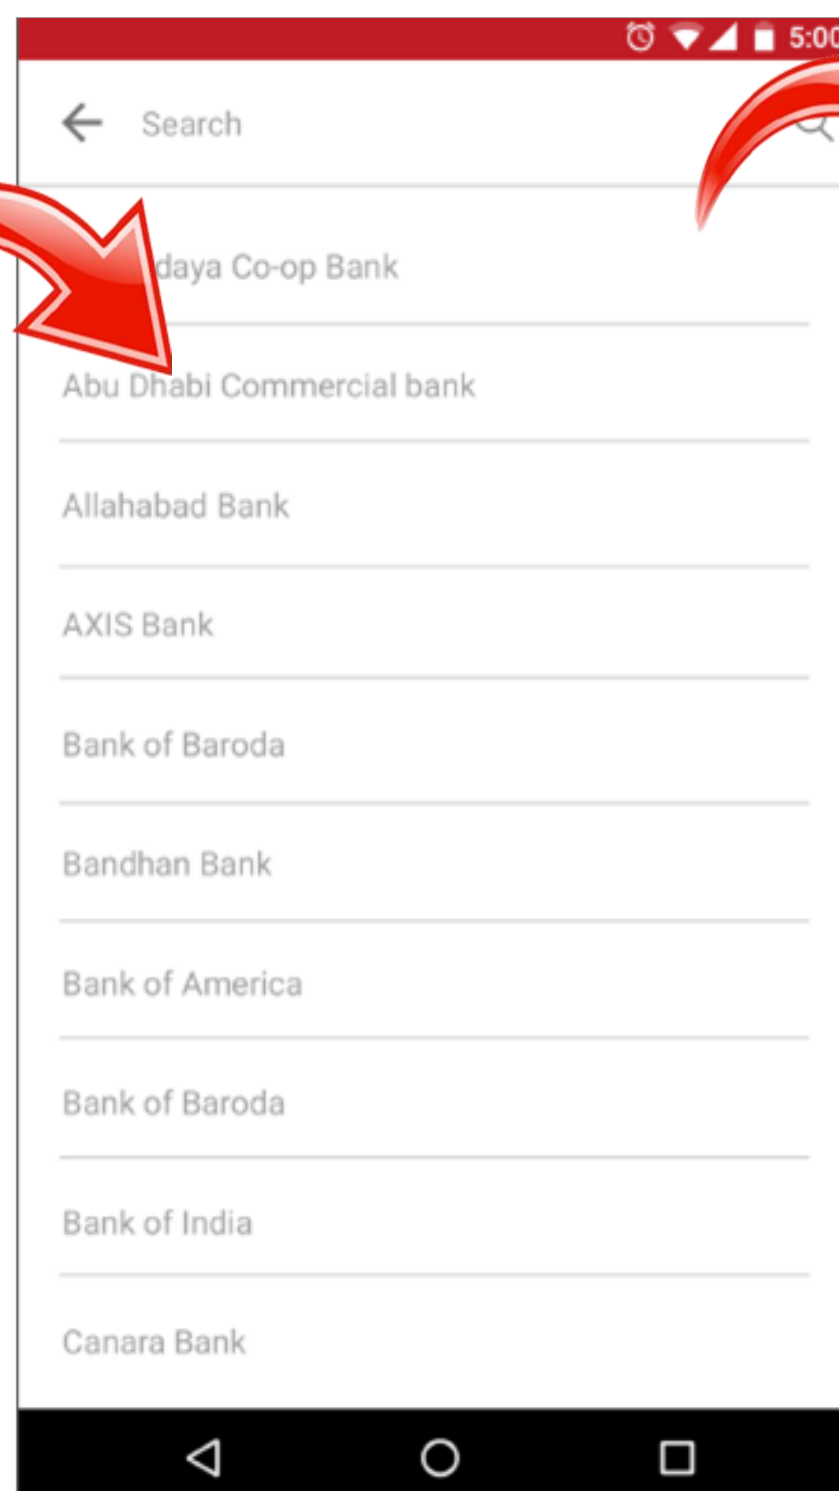 5:00
Search
daya Co-op Bank
Abu Dhabi Commercial bank
Allahabad Bank
AXIS Bank
Bank of Baroda
Bandhan Bank
Bank of America
Bank of Baroda
Bank of India
Canara Bank